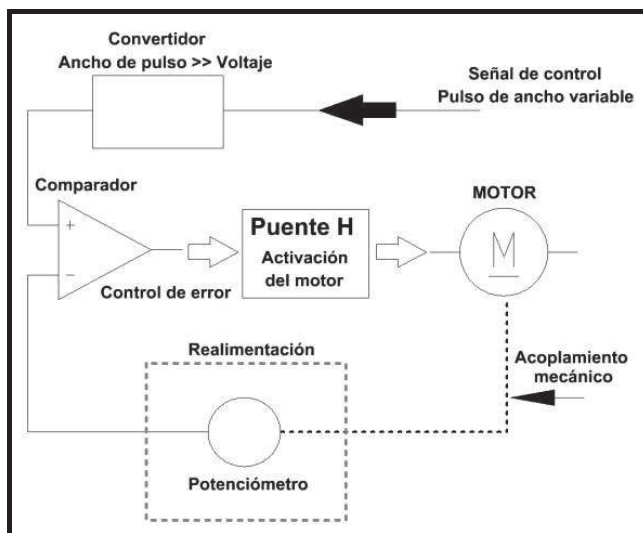 Convertidor
Ancho de pulso >> Voltaje
Señal de control
Pulso de ancho variable
Comparador
+
−
Control de error
Puente H
Activación
del motor
MOTOR
M
Realimentación
Potenciómetro
Acoplamiento
mecánico